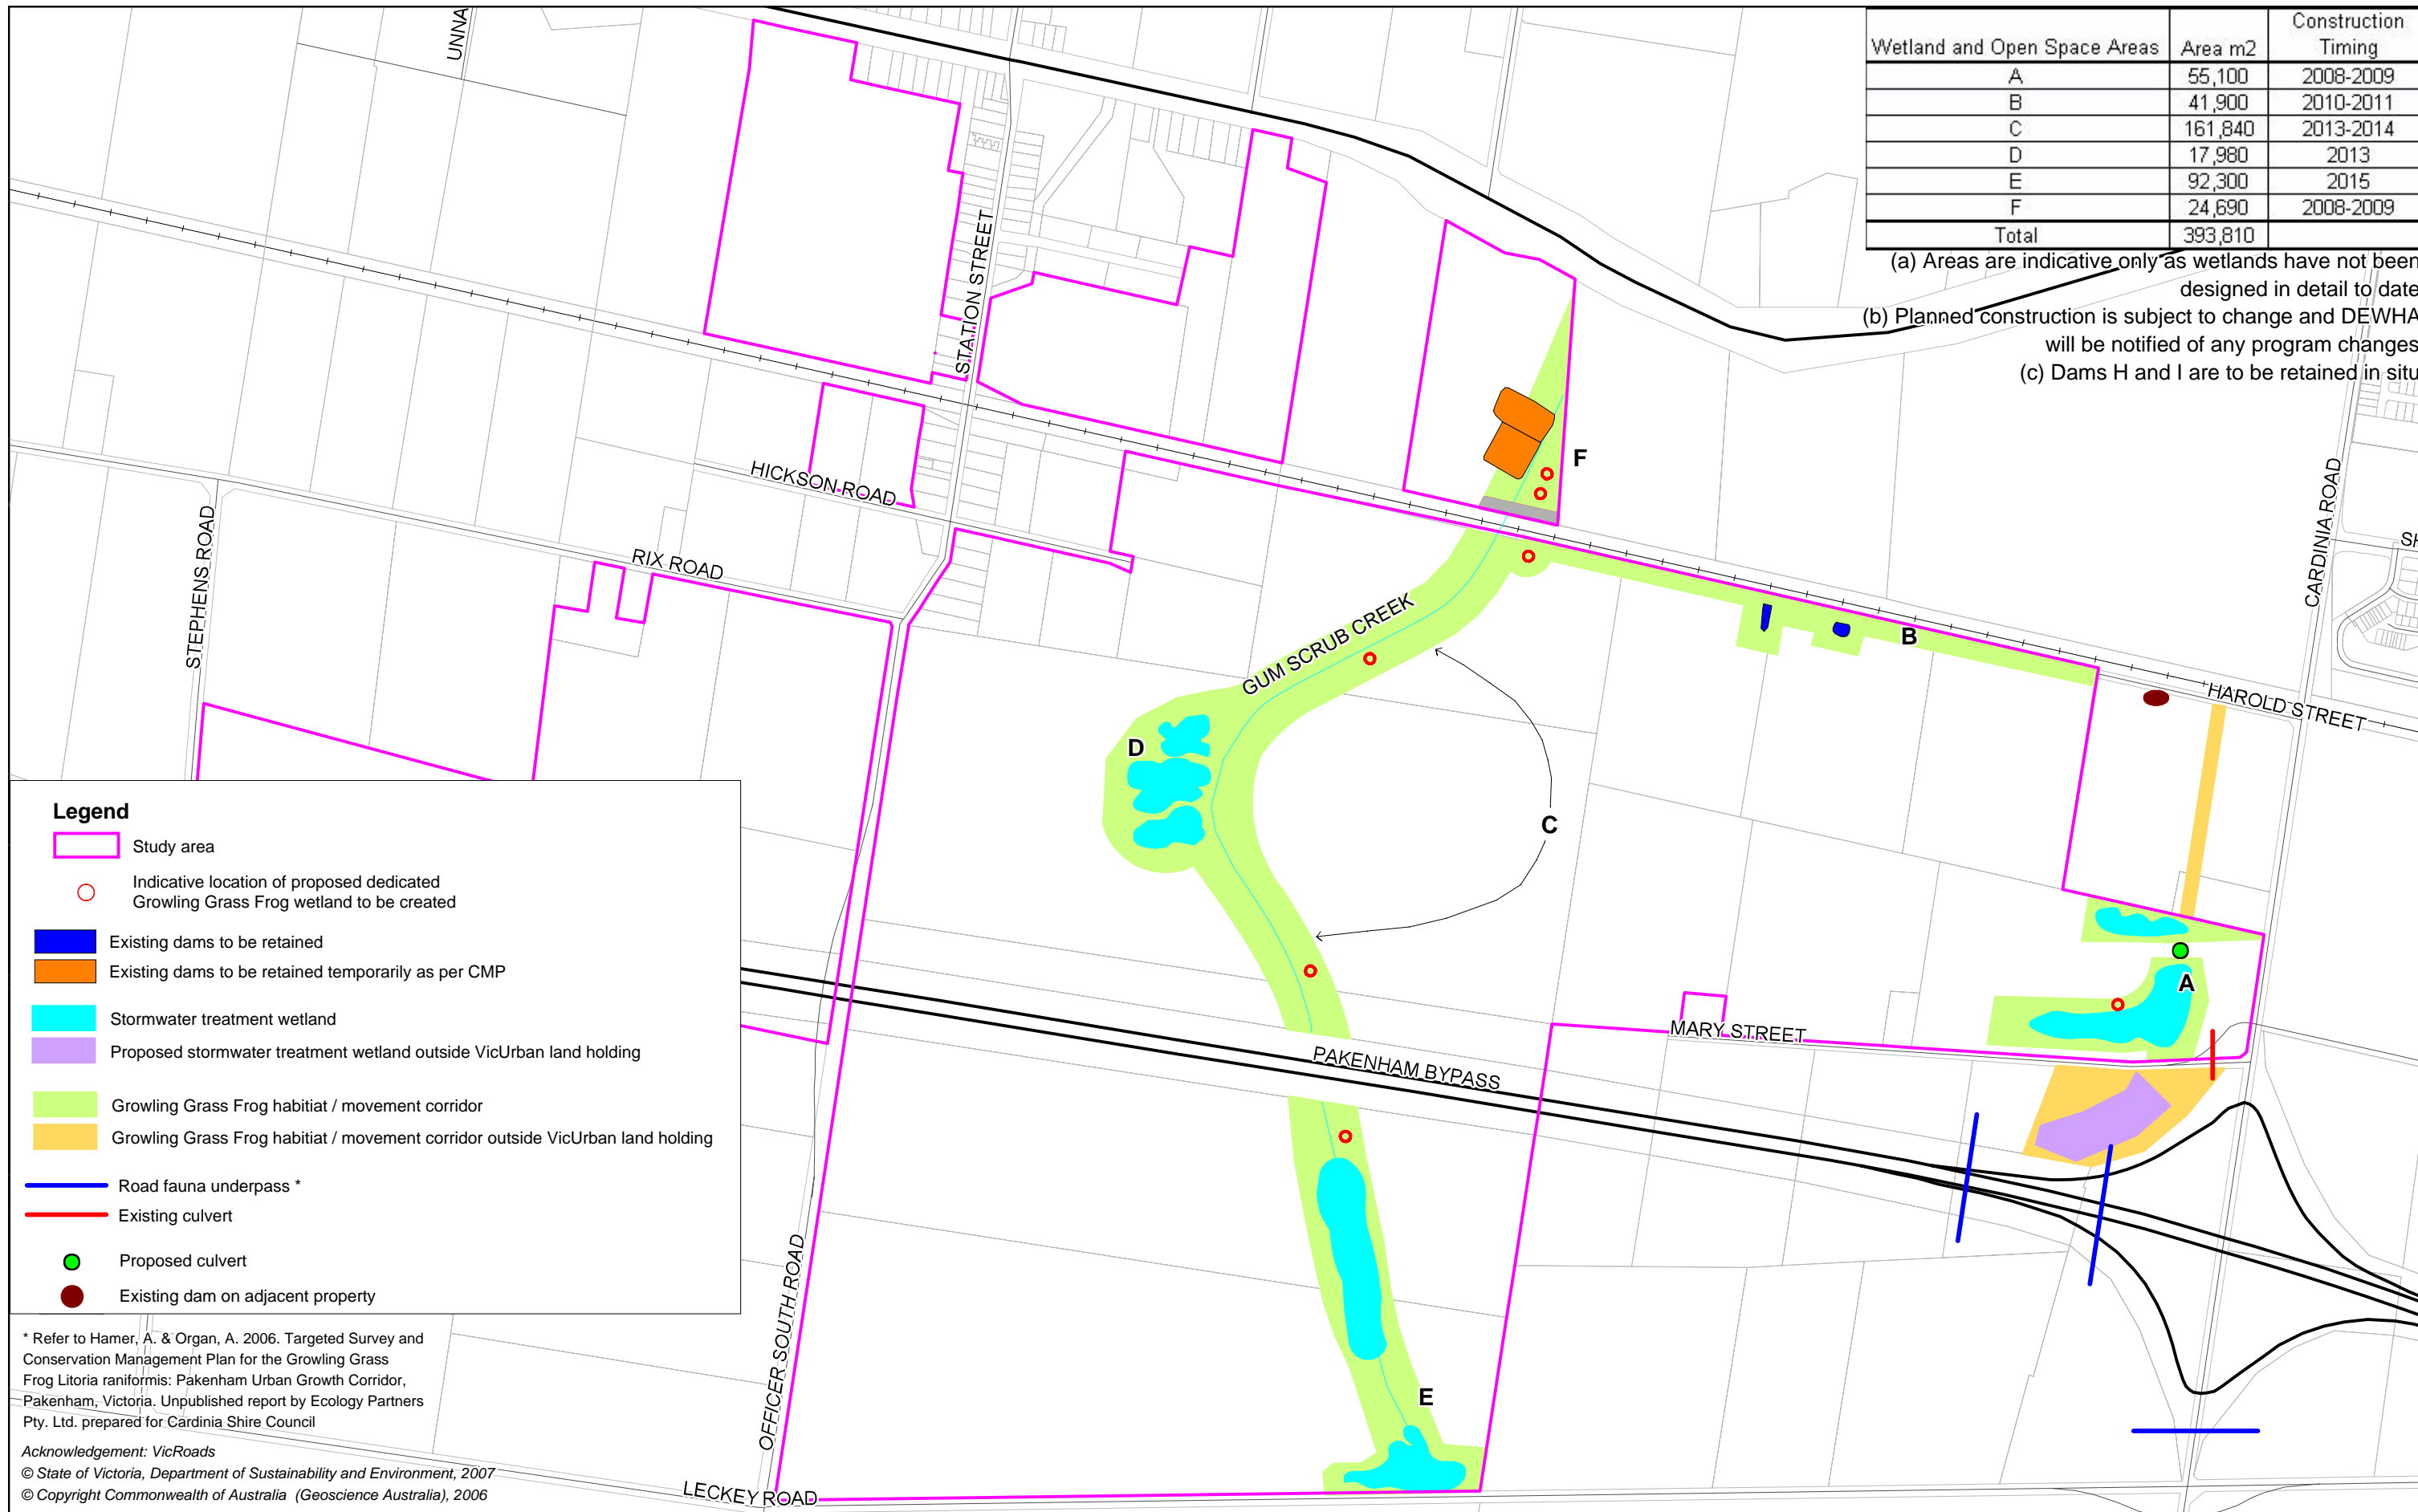 UNNA
Wetland and Open Space Areas Area m2 Construction Timing
A 55,100 2008-2009
B 41,900 2010-2011
C 161,840 2013-2014
D 17,980 2013
E 92,300 2015
F 24,690 2008-2009
Total 393,810
(a) Areas are indicative only as wetlands have not been
designed in detail to date
(b) Planned construction is subject to change and DEWHA
will be notified of any program changes
(c) Dams H and I are to be retained in situ
STATION STREET
HICKSON ROAD
F
CARDINIA ROAD
SH
STEPHENS ROAD
RIX ROAD
GUM SCRUB CREEK
B
HAROLD STREET
D
C
A
MARY STREET
PAKENHAM BYPASS
E
OFFICER SOUTH ROAD
LECKEY ROAD
Legend
Study area
Indicative location of proposed dedicated
Growling Grass Frog wetland to be created
Existing dams to be retained
Existing dams to be retained temporarily as per CMP
Stormwater treatment wetland
Proposed stormwater treatment wetland outside VicUrban land holding
Growling Grass Frog habitiat / movement corridor
Growling Grass Frog habitiat / movement corridor outside VicUrban land holding
Road fauna underpass *
Existing culvert
Proposed culvert
Existing dam on adjacent property
* Refer to Hamer, A. & Organ, A. 2006. Targeted Survey and
Conservation Management Plan for the Growling Grass
Frog Litoria raniformis: Pakenham Urban Growth Corridor,
Pakenham, Victoria. Unpublished report by Ecology Partners
Pty. Ltd. prepared for Cardinia Shire Council
Acknowledgement: VicRoads
© State of Victoria, Department of Sustainability and Environment, 2007
© Copyright Commonwealth of Australia (Geoscience Australia), 2006